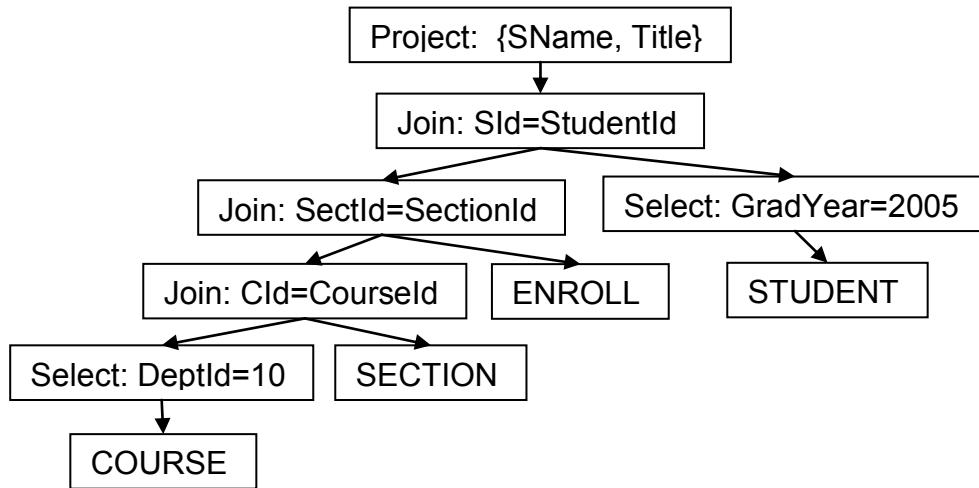 Project:  {SName, Title}
Join: SId=StudentId
Join: SectId=SectionId
Select: GradYear=2005
Join: CId=CourseId
ENROLL
STUDENT
Select: DeptId=10
SECTION
COURSE